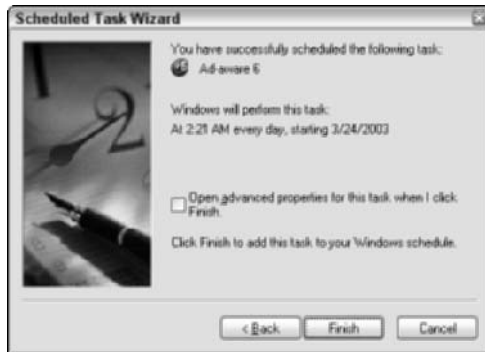 Scheduled Task Wizard
You have successfully scheduled the following task:
Ad-aware 6
Windows will perform this task:
At 2:21 AM every day, starting 3/24/2003
Open advanced properties for this task when I click
Finish.
Click Finish to add this task to your Windows schedule.
< Back
Finish
Cancel